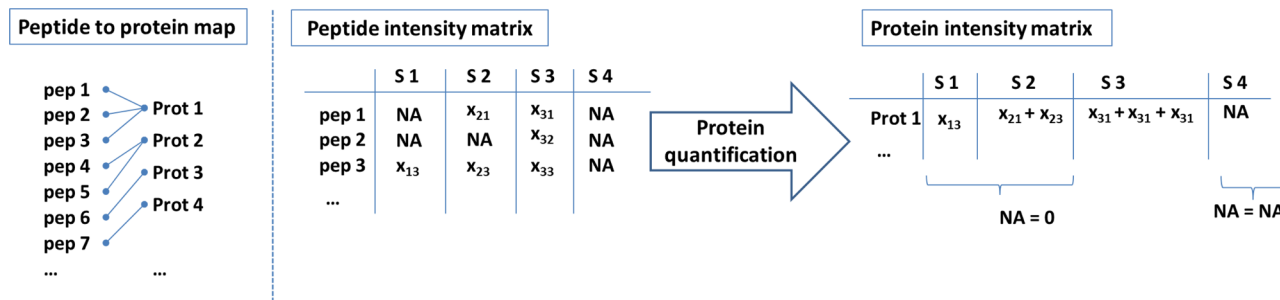 Peptide to protein map
pep 1
pep 2
pep 3
pep 4
pep 5
pep 6
pep 7
...
Prot 1
Prot 2
Prot 3
Prot 4
...
Peptide intensity matrix
S 1 S 2 S 3 S 4
pep 1 NA x₂₁ x₃₁ NA
pep 2 NA NA x₃₂ NA
pep 3 x₁₃ x₂₃ x₃₃ NA
...
Protein
quantification
Protein intensity matrix
S 1 S 2 S 3 S 4
Prot 1 x₁₃ x₂₁ + x₂₃ x₃₁ + x₃₁ + x₃₁ NA
...
NA = 0
NA = NA